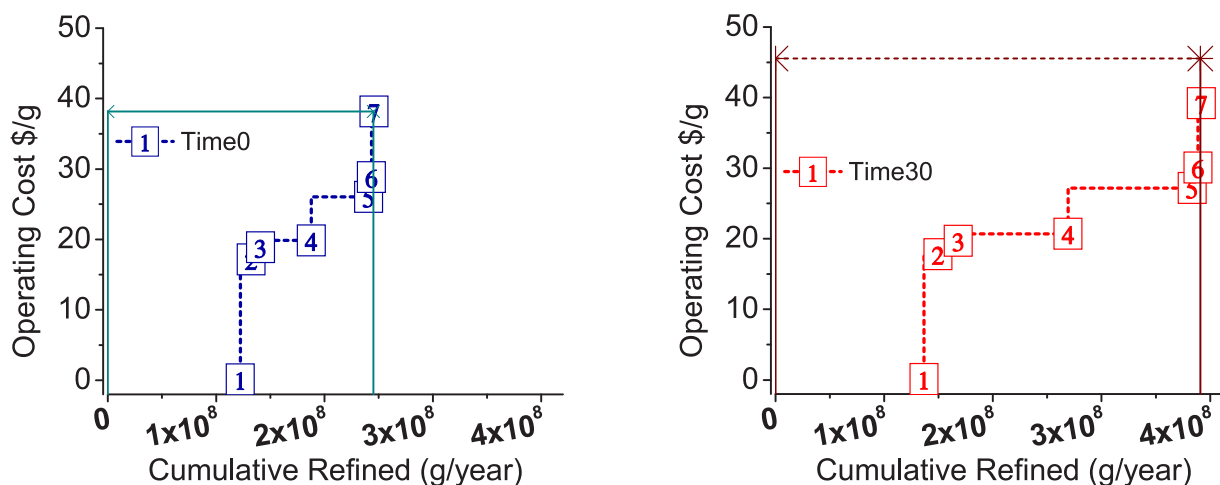 50
40
30
20
10
0
Operating Cost $/g
1 Time0
7
6
5
4
3
2
1
0
1x10⁸
2x10⁸
3x10⁸
4x10⁸
Cumulative Refined (g/year)
50
40
30
20
10
0
Operating Cost $/g
1 Time30
7
6
5
4
3
2
1
0
1x10⁸
2x10⁸
3x10⁸
4x10⁸
Cumulative Refined (g/year)